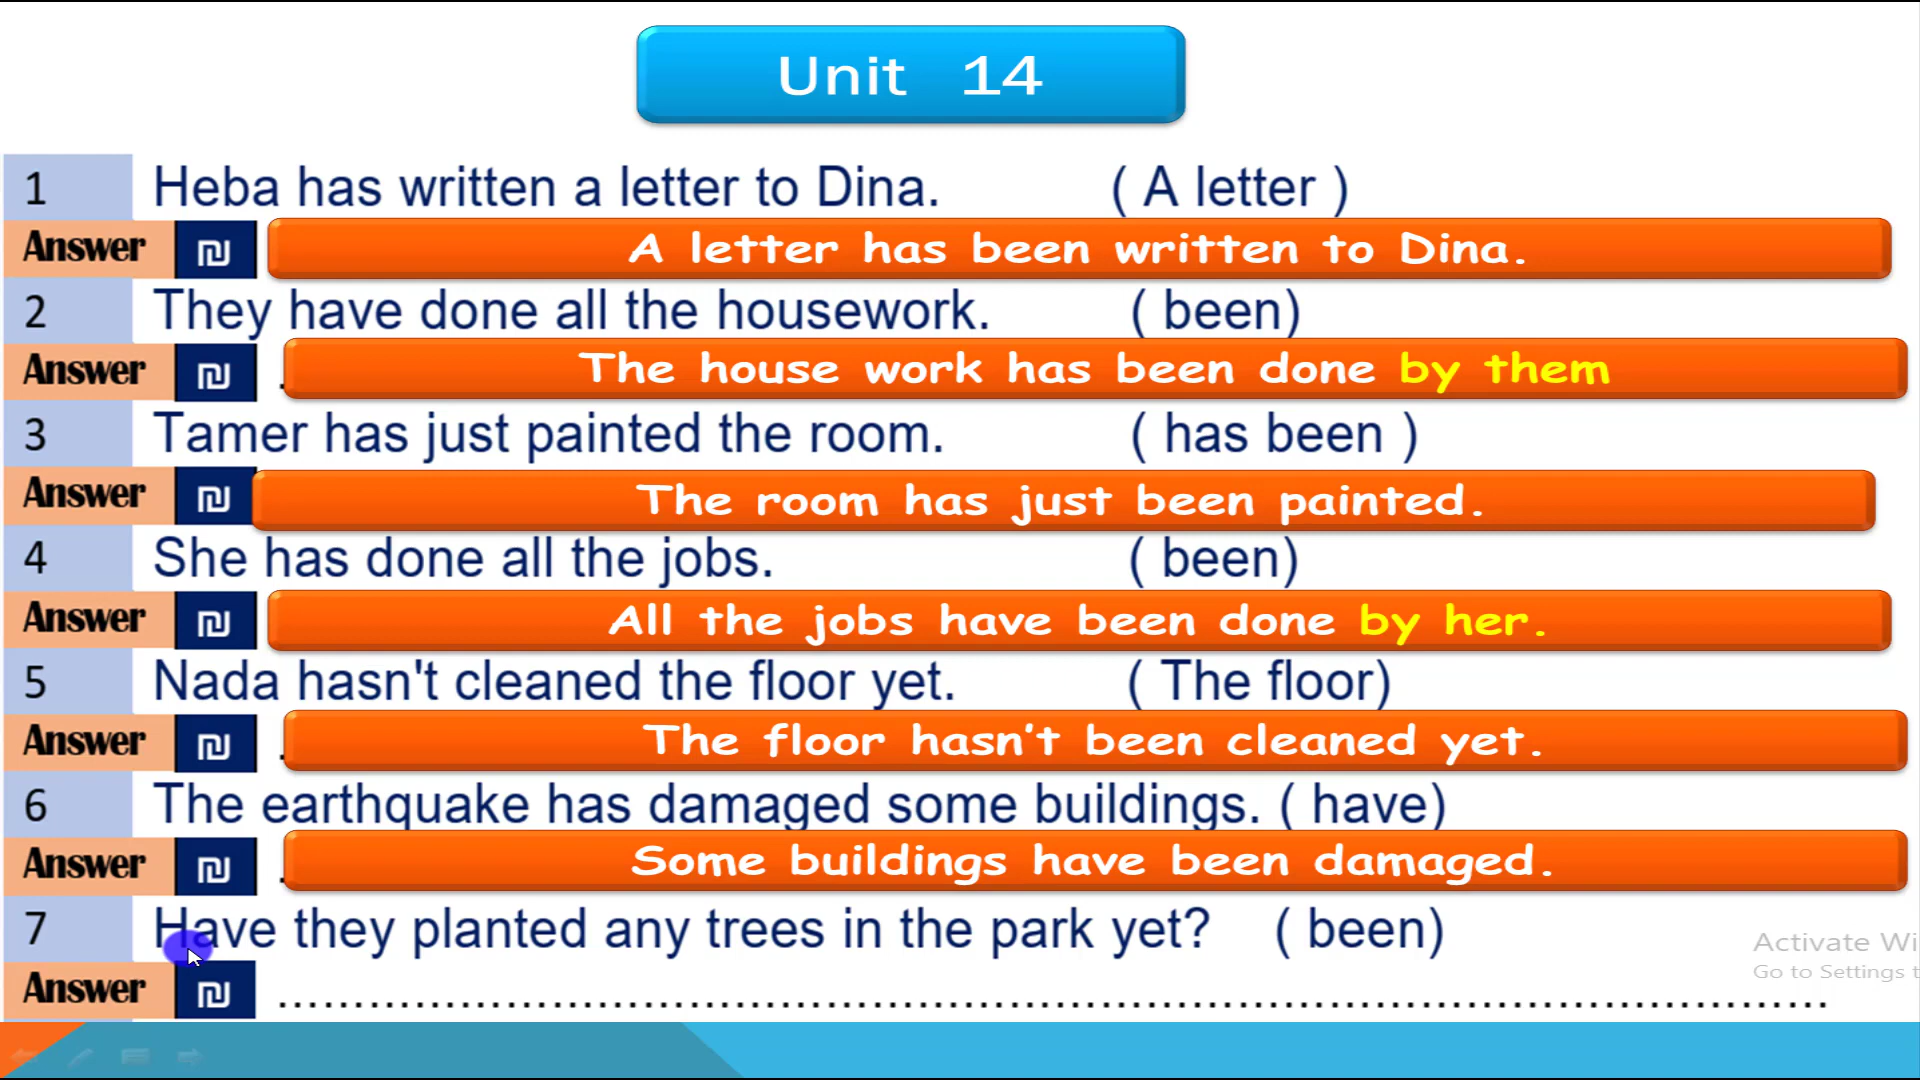 Unit 14
1 Heba has written a letter to Dina. ( A letter )
Answer ₪ A letter has been written to Dina.
2 They have done all the housework. ( been)
Answer ₪ . The house work has been done by them
3 Tamer has just painted the room. ( has been )
Answer ₪ The room has just been painted.
4 She has done all the jobs. ( been)
Answer ₪ All the jobs have been done by her.
5 Nada hasn't cleaned the floor yet. ( The floor)
Answer ₪ . The floor hasn't been cleaned yet.
6 The earthquake has damaged some buildings. ( have)
Answer ₪ . Some buildings have been damaged.
7 Have they planted any trees in the park yet? ( been)
Answer ₪ ....................................................................................................
Activate Wi
Go to Settings t